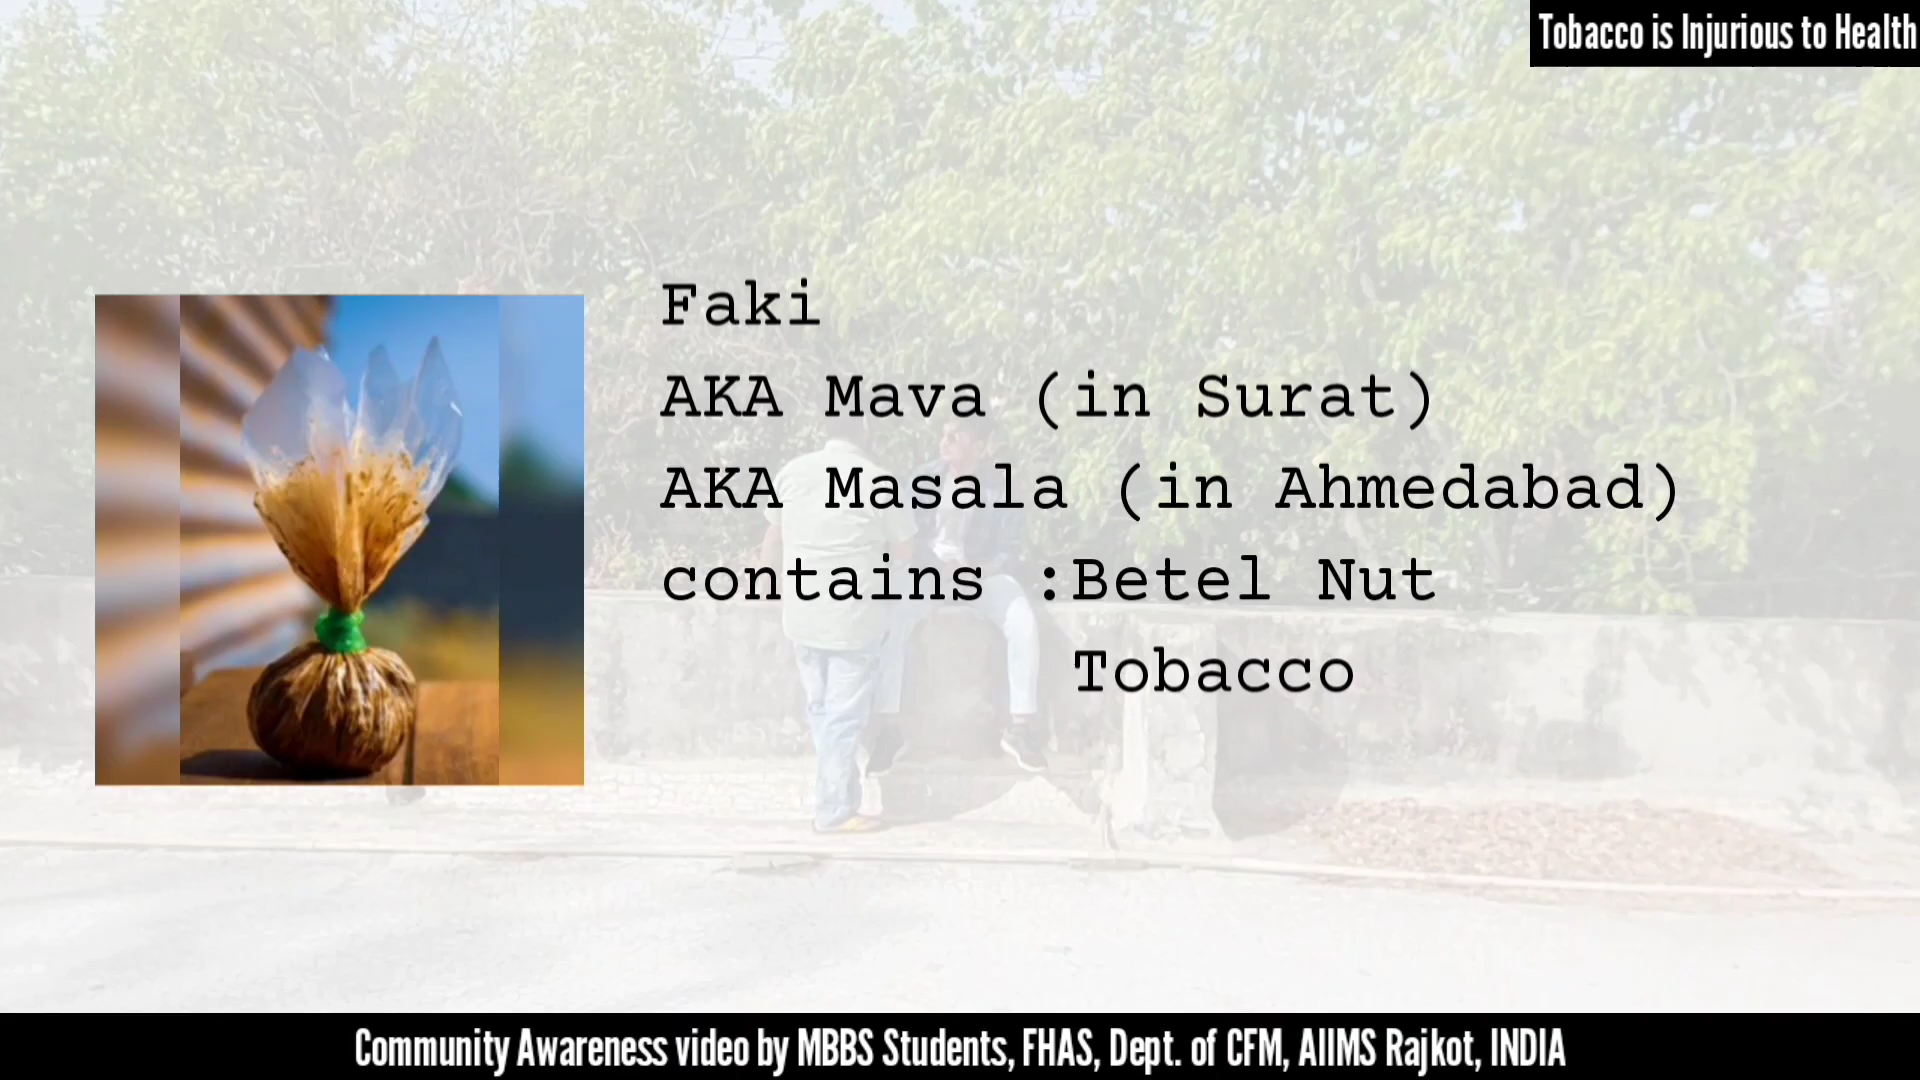 Tobacco is Injurious to Health
Faki
AKA Mava (in Surat)
AKA Masala (in Ahmedabad)
contains :Betel Nut
Tobacco
Community Awareness video by MBBS Students, FHAS, Dept. of CFM, AIIMS Rajkot, INDIA